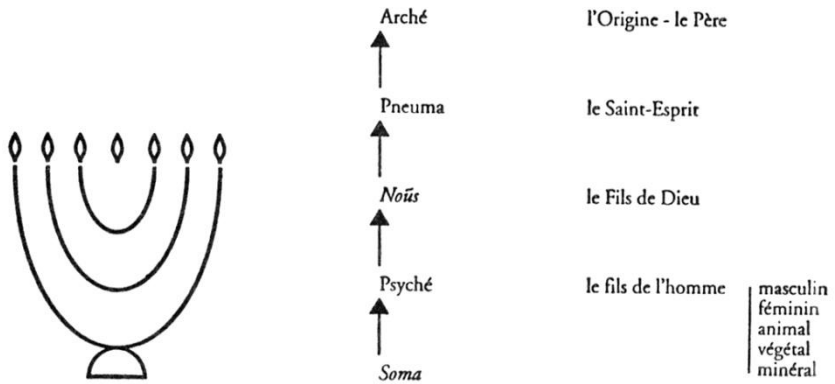 Arché l'Origine - le Père
Pneuma le Saint-Esprit
Noũs le Fils de Dieu
Psyché le fils de l'homme masculin
féminin
animal
végétal
minéral
Soma